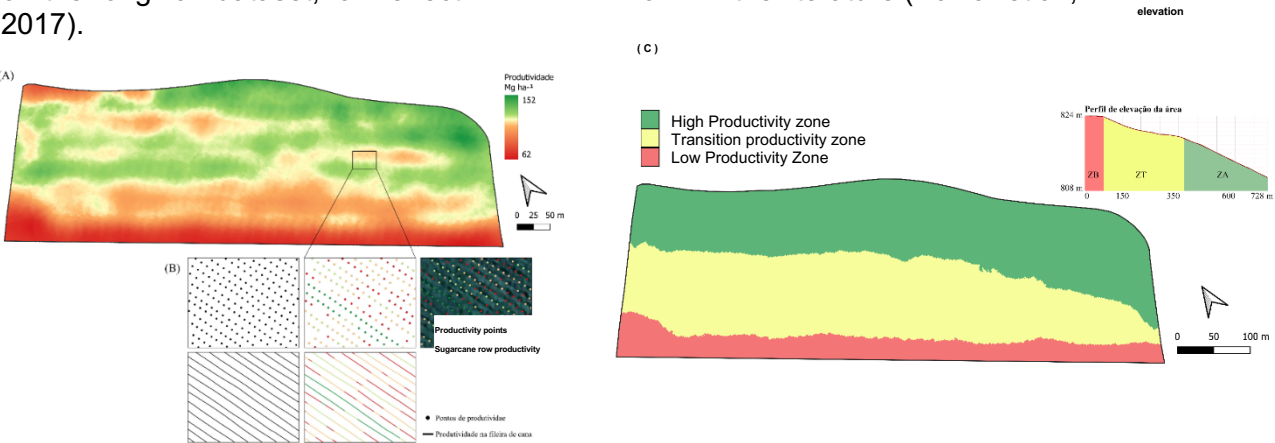 2017).
elevation
(A)
Produtividade
Mg ha-¹
152
62
0 25 50 m
(B)
Productivity points
Sugarcane row productivity
Pontos de produtividae
Produtividade na fileira de cana
( C )
High Productivity zone
Transition productivity zone
Low Productivity Zone
Perfil de elevação da área
824 m
ZB ZT ZA
808 m
0 150 350 600 728 m
0 50 100 m